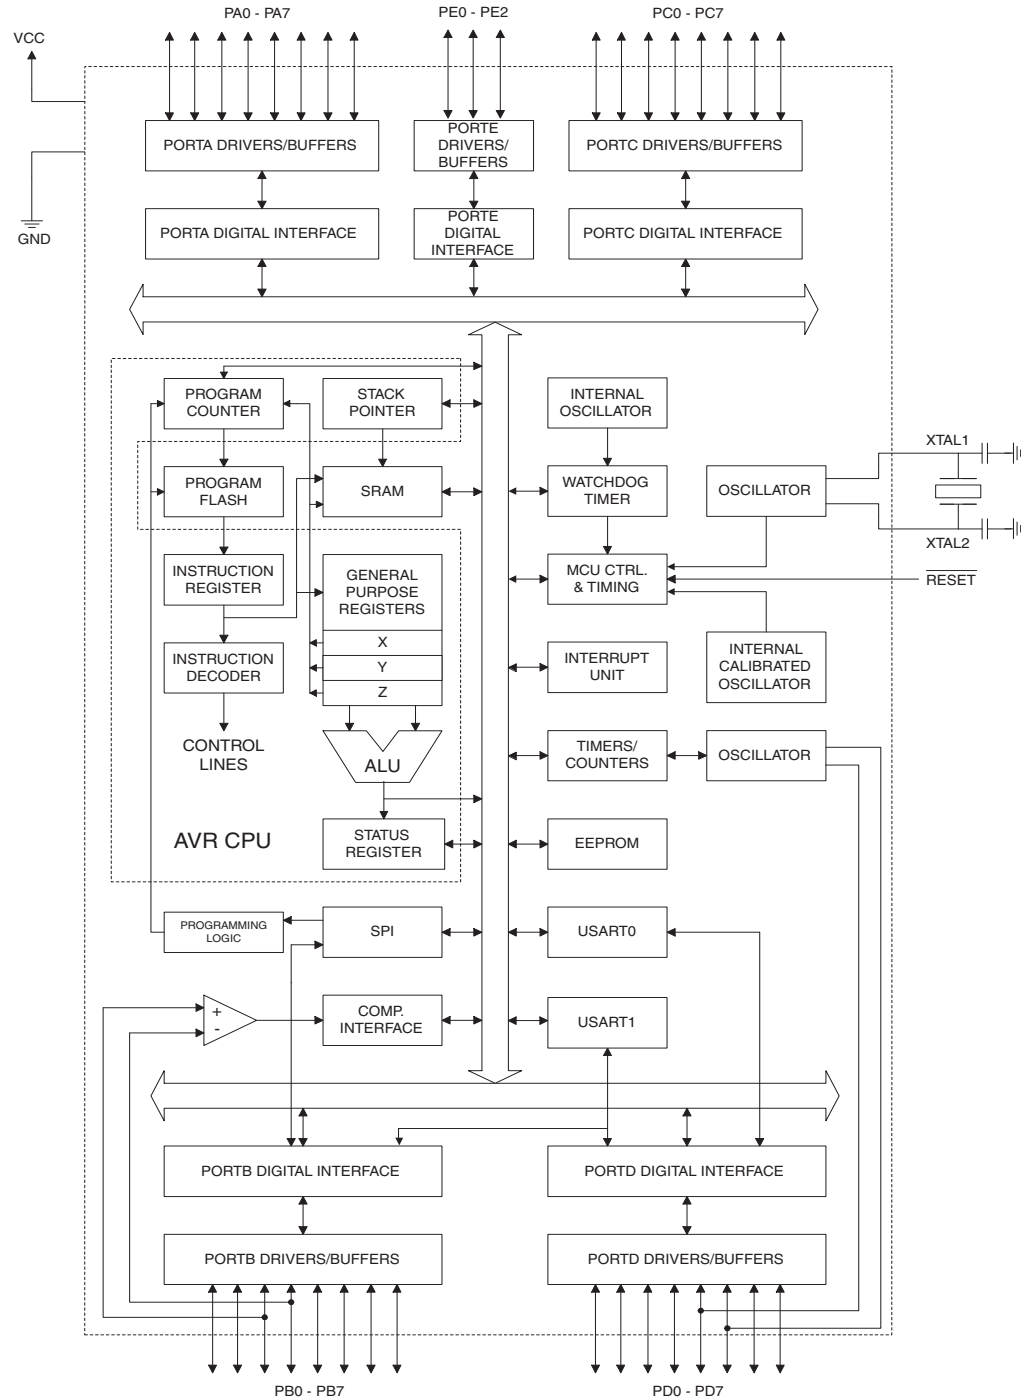 PA0 - PA7
PE0 - PE2
PC0 - PC7
VCC
GND
PORTA DRIVERS/BUFFERS
PORTE
DRIVERS/
BUFFERS
PORTC DRIVERS/BUFFERS
PORTA DIGITAL INTERFACE
PORTE
DIGITAL
INTERFACE
PORTC DIGITAL INTERFACE
PROGRAM
COUNTER
STACK
POINTER
INTERNAL
OSCILLATOR
PROGRAM
FLASH
SRAM
WATCHDOG
TIMER
OSCILLATOR
XTAL1
XTAL2
INSTRUCTION
REGISTER
GENERAL
PURPOSE
REGISTERS
X
Y
Z
MCU CTRL.
& TIMING
RESET
INSTRUCTION
DECODER
INTERRUPT
UNIT
INTERNAL
CALIBRATED
OSCILLATOR
CONTROL
LINES
ALU
TIMERS/
COUNTERS
OSCILLATOR
AVR CPU
STATUS
REGISTER
EEPROM
PROGRAMMING
LOGIC
SPI
USART0
+
-
COMP.
INTERFACE
USART1
PORTB DIGITAL INTERFACE
PORTD DIGITAL INTERFACE
PORTB DRIVERS/BUFFERS
PORTD DRIVERS/BUFFERS
PB0 - PB7
PD0 - PD7